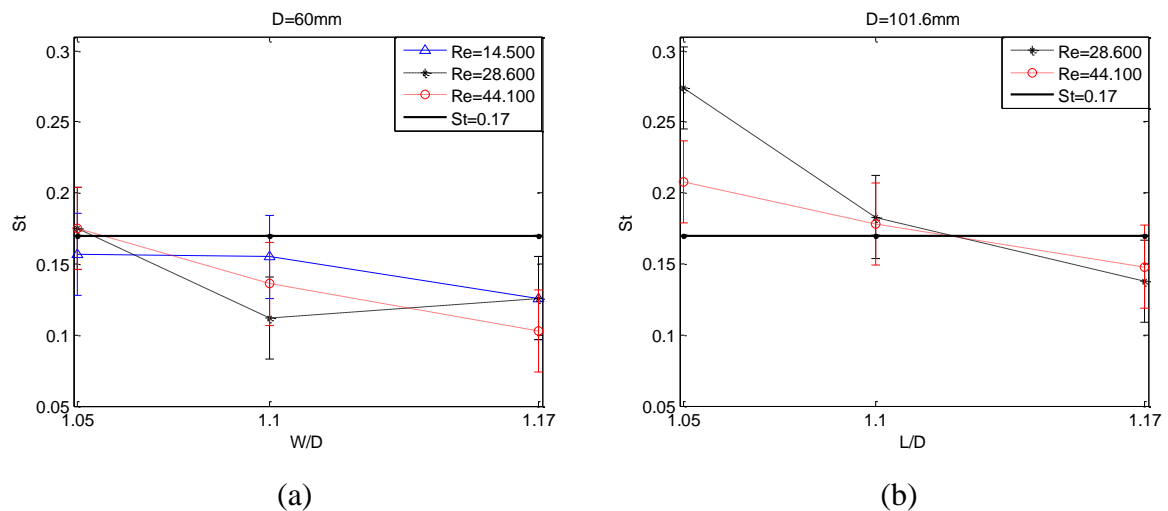 D=60mm
0.3
0.25
0.2
0.15
0.1
0.05
St
1.05
1.1
1.17
W/D
Re=14.500
Re=28.600
Re=44.100
St=0.17
(a)
D=101.6mm
0.3
0.25
0.2
0.15
0.1
0.05
St
1.05
1.1
1.17
L/D
Re=28.600
Re=44.100
St=0.17
(b)